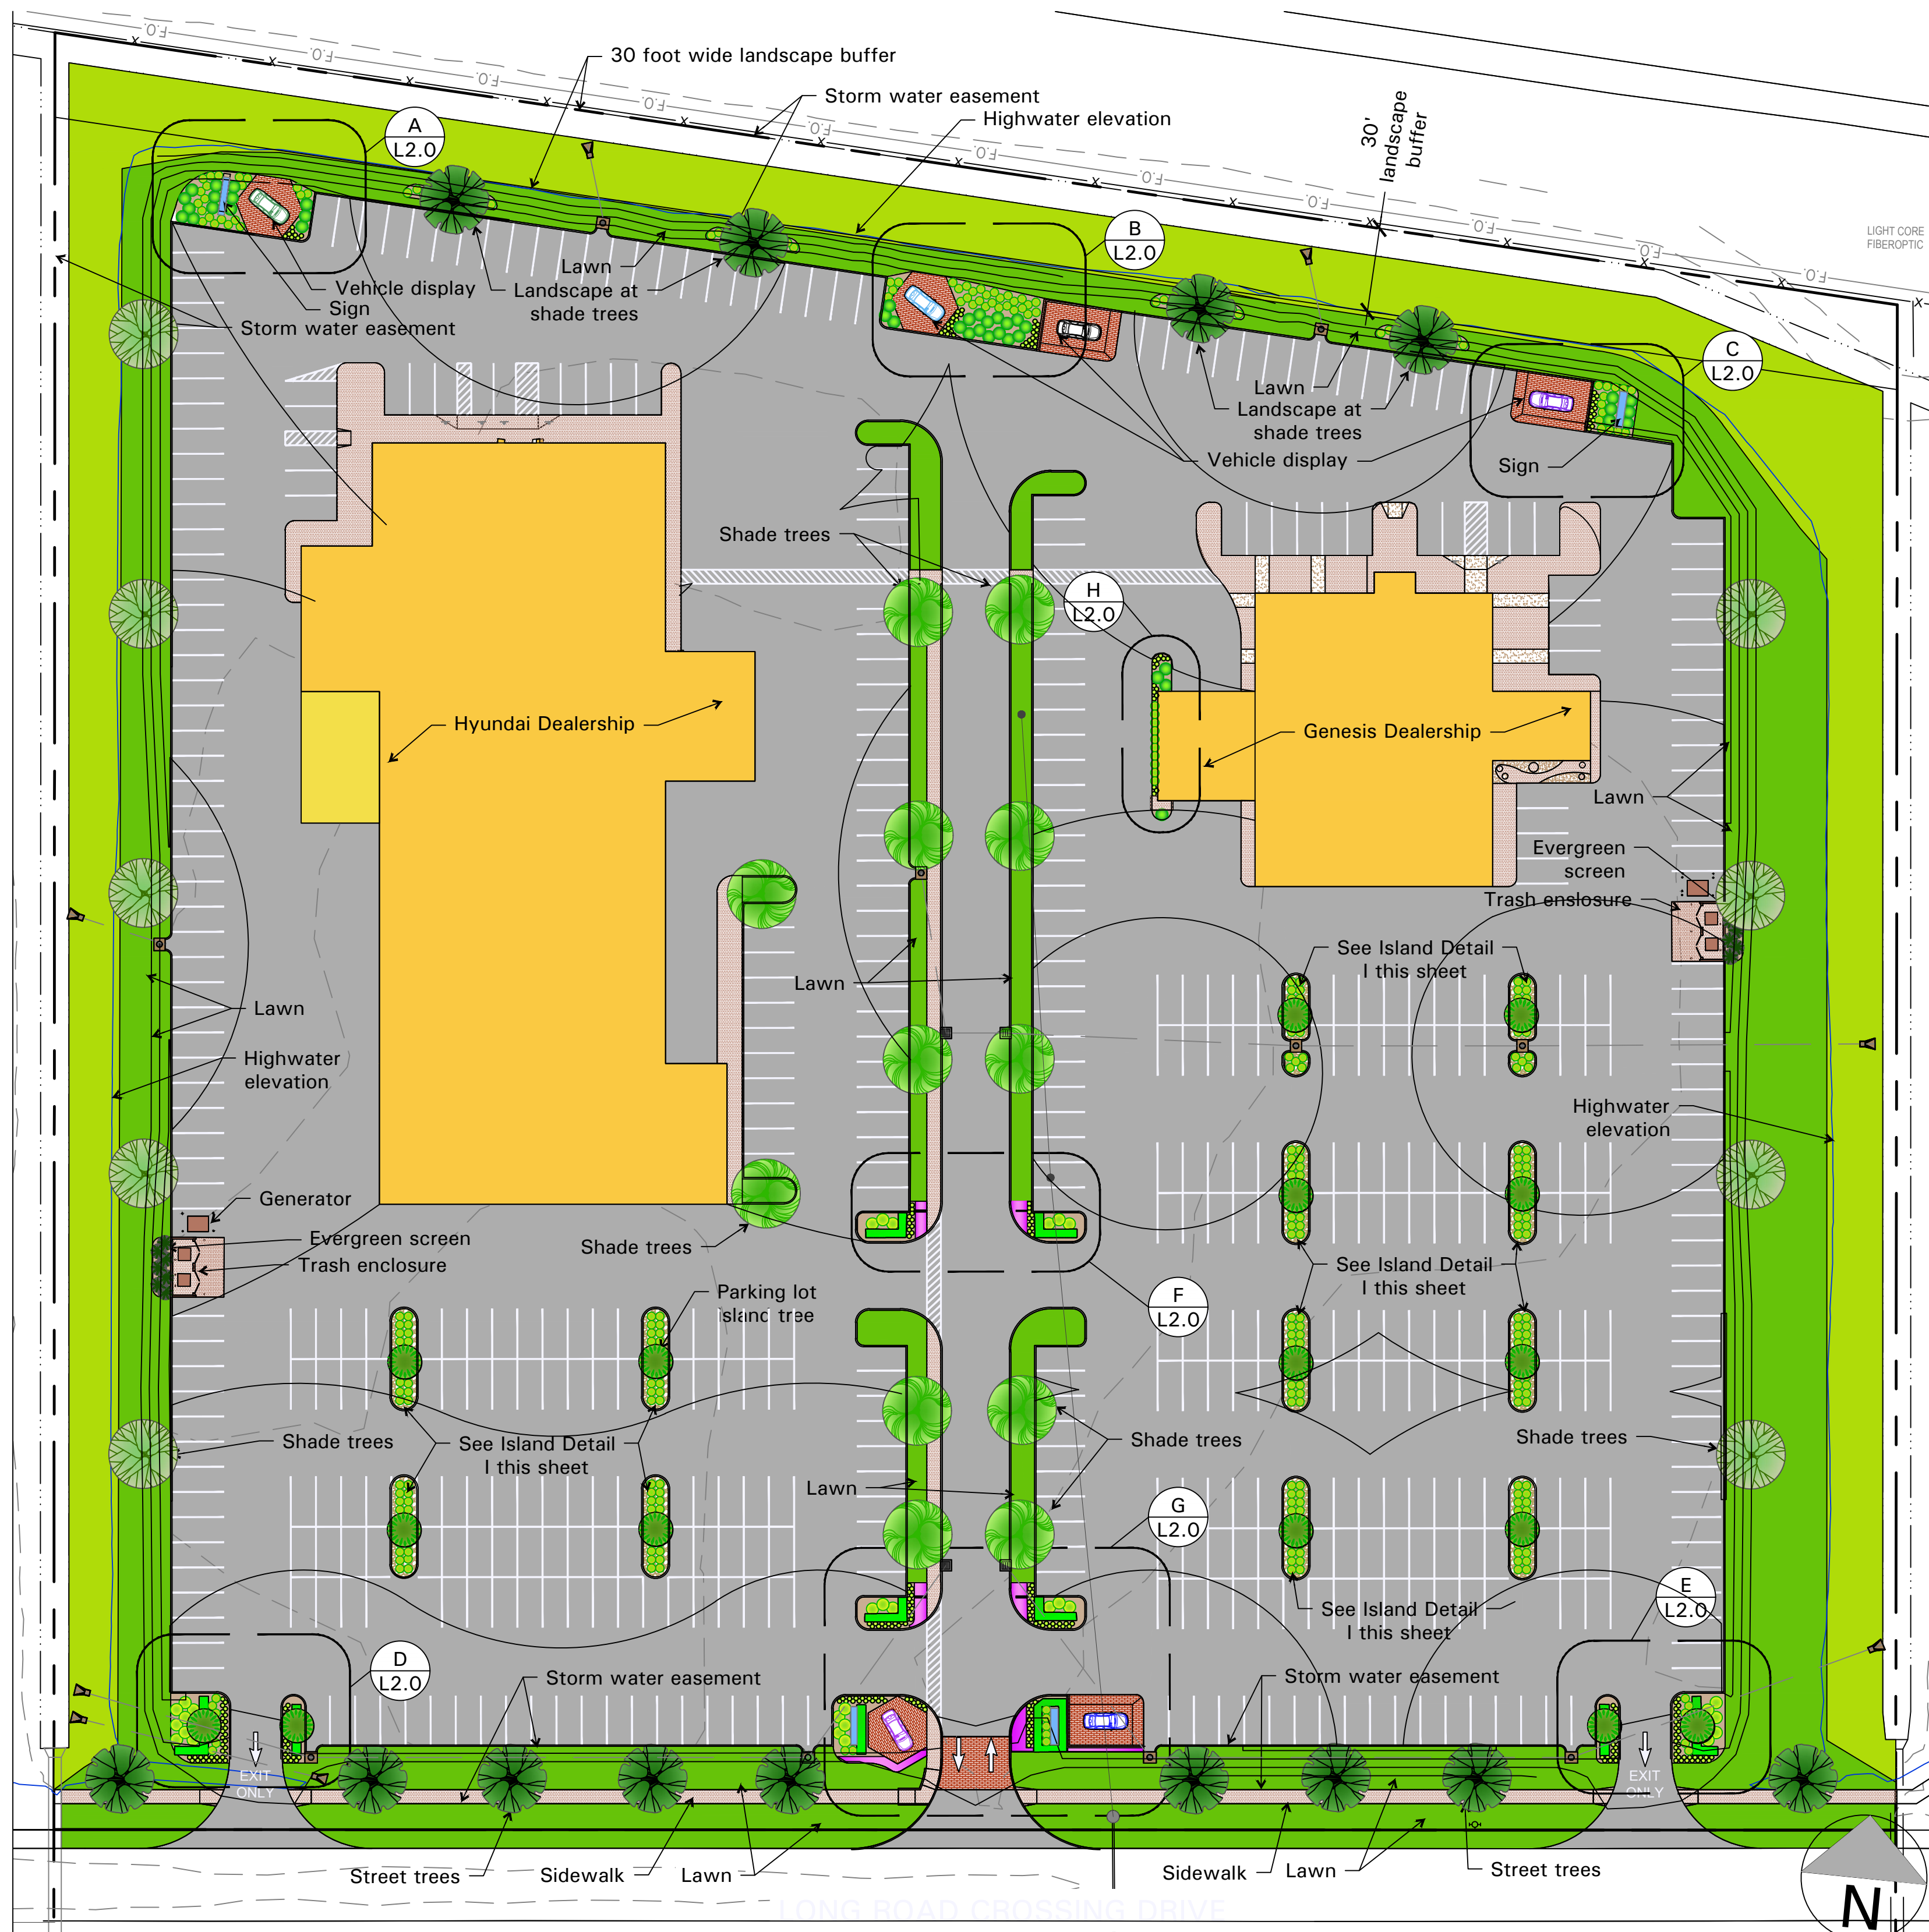 F.O.
F.O.
30 foot wide landscape buffer
F.O.
F.O.
Storm water easement
F.O.
Highwater elevation
30'
landscape
buffer
A
L2.0
F.O.
F.O.
F.O.
F.O.
F.O.
F.O.
LIGHT CORE
FIBEROPTIC
B
L2.0
Lawn
Vehicle display
Landscape at
shade trees
Sign
Storm water easement
C
L2.0
Lawn
Landscape at
shade trees
Vehicle display
Sign
Shade trees
H
L2.0
Hyundai Dealership
Genesis Dealership
Lawn
Evergreen
screen
Trash enslosure
See Island Detail
I this sheet
Lawn
Lawn
Highwater
elevation
Highwater
elevation
Generator
Evergreen screen
Trash enclosure
Shade trees
See Island Detail
I this sheet
Parking lot
island tree
F
L2.0
Shade trees
See Island Detail
I this sheet
Shade trees
Shade trees
Lawn
G
L2.0
See Island Detail
I this sheet
E
L2.0
D
L2.0
Storm water easement
Storm water easement
EXIT
ONLY
EXIT
ONLY
Street trees
Sidewalk
Lawn
Sidewalk
Lawn
Street trees
LONG ROAD CROSSING DRIVE
N